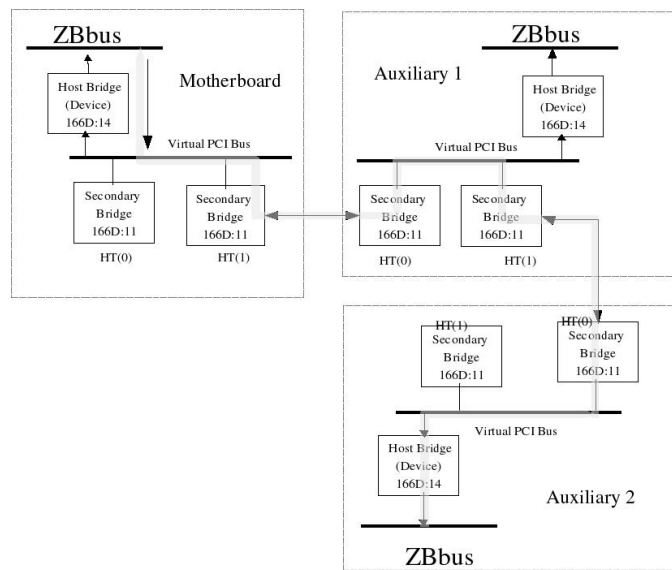 ZBbus
Motherboard
Host Bridge
(Device)
166D:14
Virtual PCI Bus
Secondary
Bridge
166D:11
HT(0)
Secondary
Bridge
166D:11
HT(1)
ZBbus
Auxiliary 1
Host Bridge
(Device)
166D:14
Virtual PCI Bus
Secondary
Bridge
166D:11
HT(0)
Secondary
Bridge
166D:11
HT(1)
HT(1)
Secondary
Bridge
166D:11
HT(0)
Secondary
Bridge
166D:11
Virtual PCI Bus
Host Bridge
(Device)
166D:14
Auxiliary 2
ZBbus